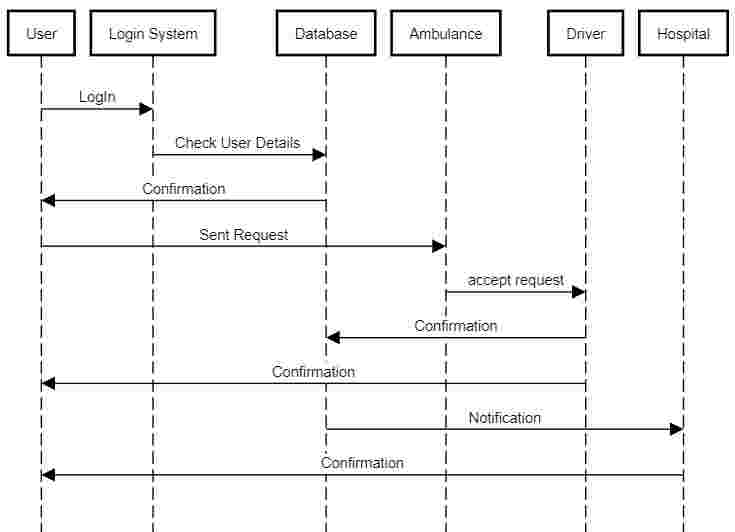 User Login System Database Ambulance Driver Hospital
LogIn
Check User Details
Confirmation
Sent Request
accept request
Confirmation
Confirmation
Notification
Confirmation